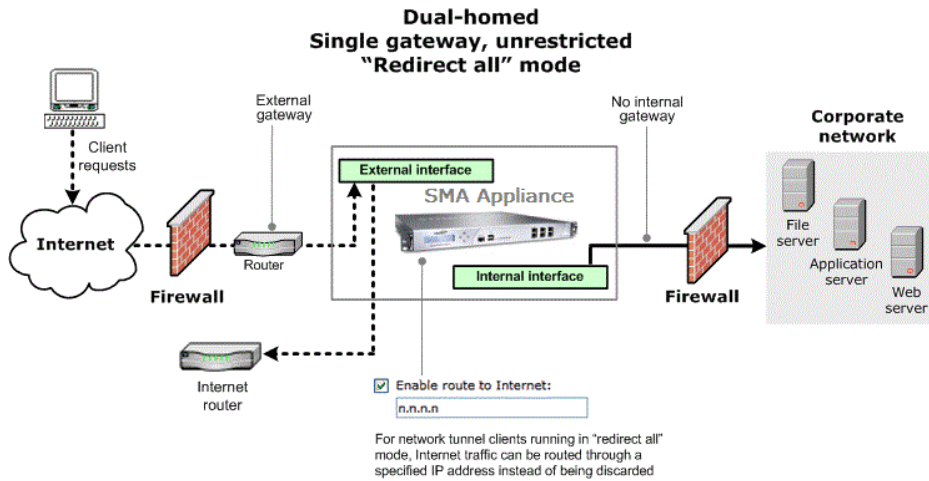 Dual-homed
Single gateway, unrestricted
“Redirect all” mode
External
gateway
No internal
gateway
Corporate
network
Client
requests
External interface
SMA Appliance
Internet
Router
Firewall
Internal interface
Firewall
File
server
Application
server
Web
server
Internet
router
Enable route to Internet:
n.n.n.n
For network tunnel clients running in “redirect all”
mode, Internet traffic can be routed through a
specified IP address instead of being discarded